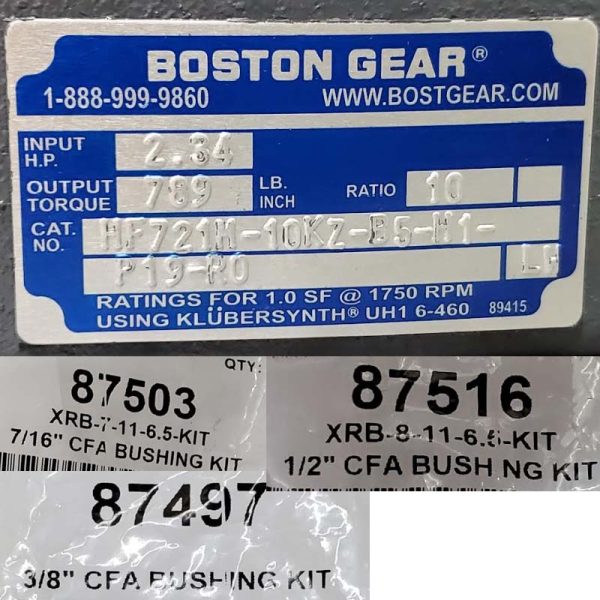 BOSTON GEAR®
1-888-999-9860 WWW.BOSTGEAR.COM
INPUT H.P. 2.34
OUTPUT TORQUE 789 LB. INCH RATIO 10
CAT. NO. HF721H-10KZ-B5-H1-
P19-R0
RATINGS FOR 1.0 SF @ 1750 RPM
USING KLÜBERSYNTH® UH1 6-460 89415
QTY:
87503
XRB-7-11-6.5-KIT
7/16" CFA BUSHING KIT
87516
XRB-8-11-6.5-KIT
1/2" CFA BUSH NG KIT
87497
3/8" CFA BUSHING KIT